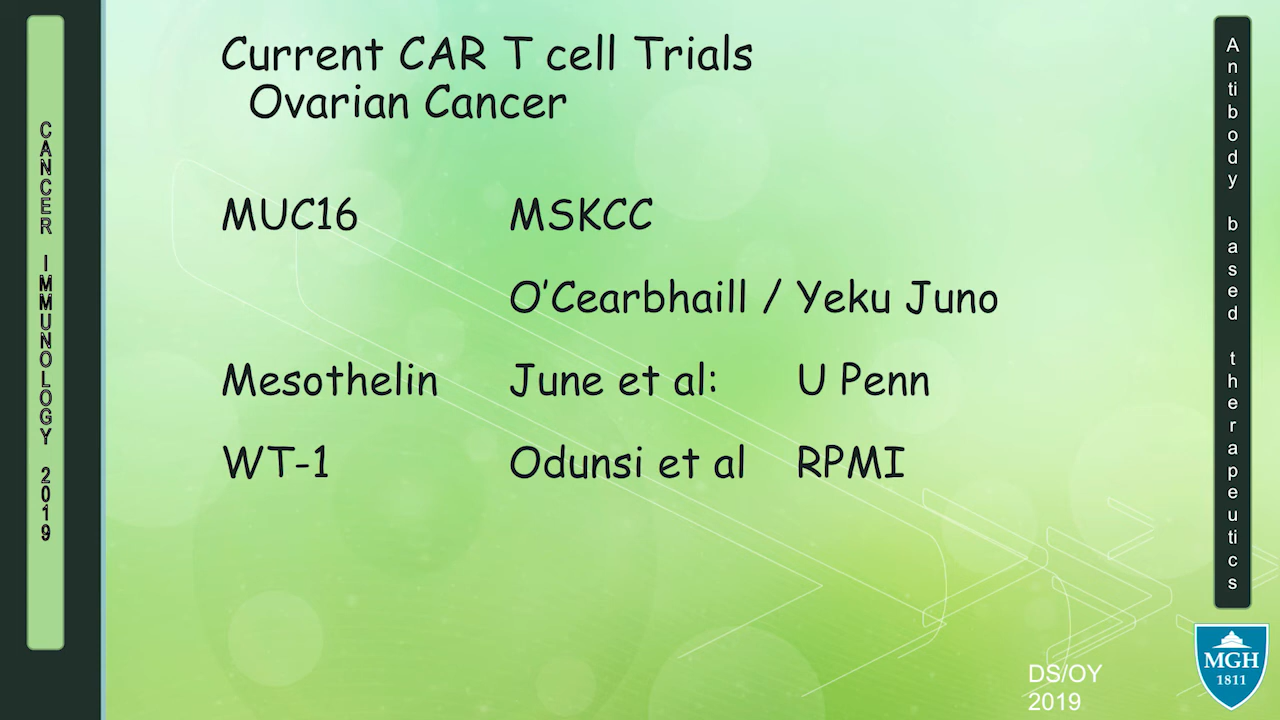 CANCER IMMUNOLOGY 2019
Current CAR T cell Trials
Ovarian Cancer
MUC16 MSKCC
O'Cearbhaill / Yeku Juno
Mesothelin June et al: U Penn
WT-1 Odunsi et al RPMI
Antibody based therapeutics
DS/OY
2019
MGH
1811